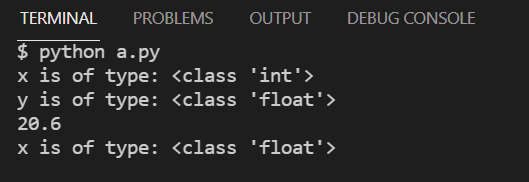 TERMINAL PROBLEMS OUTPUT DEBUG CONSOLE
$ python a.py
x is of type: <class 'int'>
y is of type: <class 'float'>
20.6
x is of type: <class 'float'>